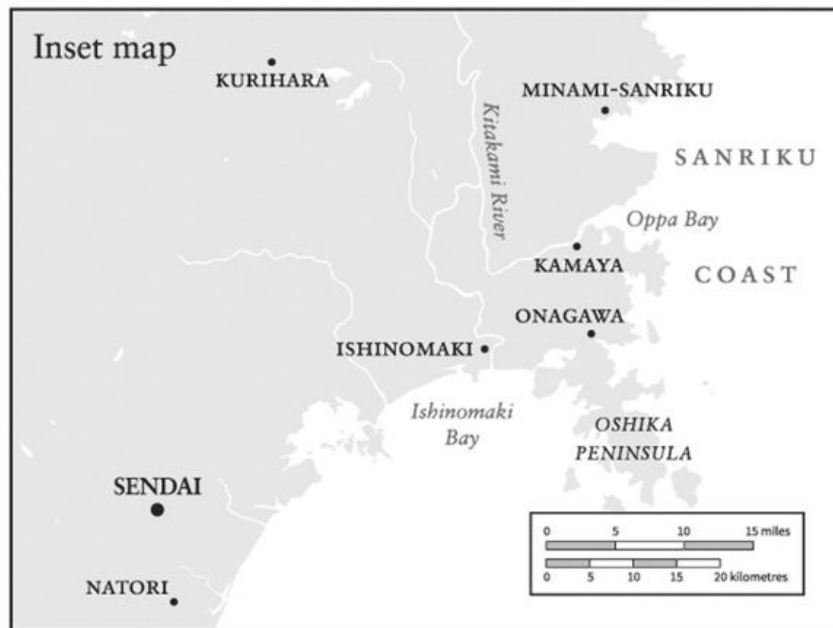 Inset map
KURIHARA
MINAMI-SANRIKU
Kitakami River
SANRIKU
Oppa Bay
KAMAYA
COAST
ONAGAWA
ISHINOMAKI
Ishinomaki
Bay
OSHIKA
PENINSULA
SENDAI
NATORI
0 5 10 15 miles
0 5 10 15 20 kilometres